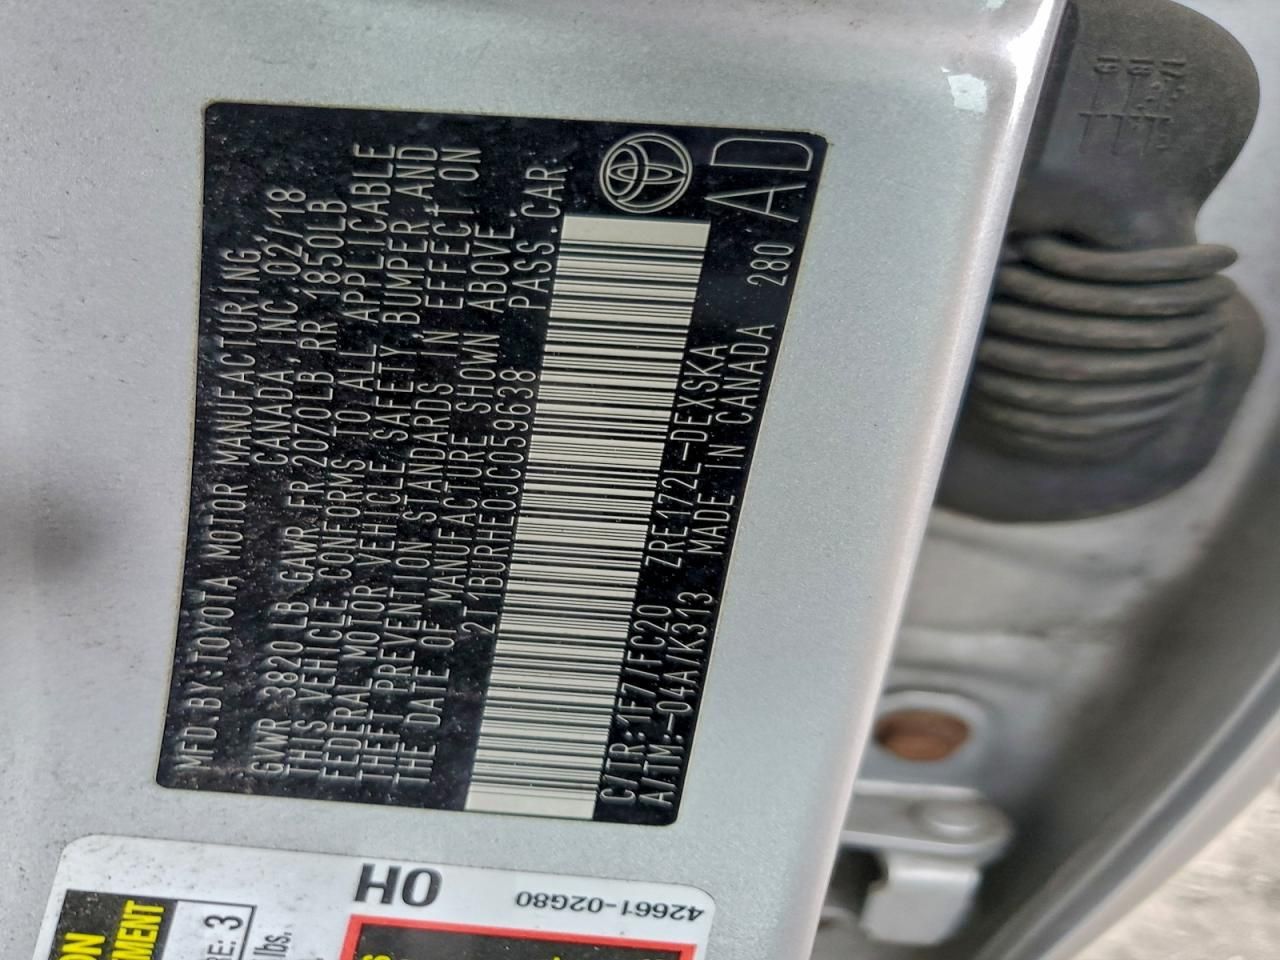 MFD.BY:TOYOTA MOTOR MANUFACTURING,
CANADA, INC 02/18
GVWR 3820 LB GAWR FR 2070LB RR 1850LB
THIS VEHICLE CONFORMS TO ALL APPLICABLE
FEDERAL MOTOR VEHICLE SAFETY,BUMPER,AND
THEFT PREVENTION STANDARDS IN EFFECT ON
THE DATE OF MANUFACTURE SHOWN ABOVE.
2T1BURHE0JC059638 PASS.CAR
C/TR:1F7/FC20 ZRE172L-DEXSKA
A/TM:-04A/K313 MADE IN CANADA 280
AD
OH
42661-02G80
3
lbs.